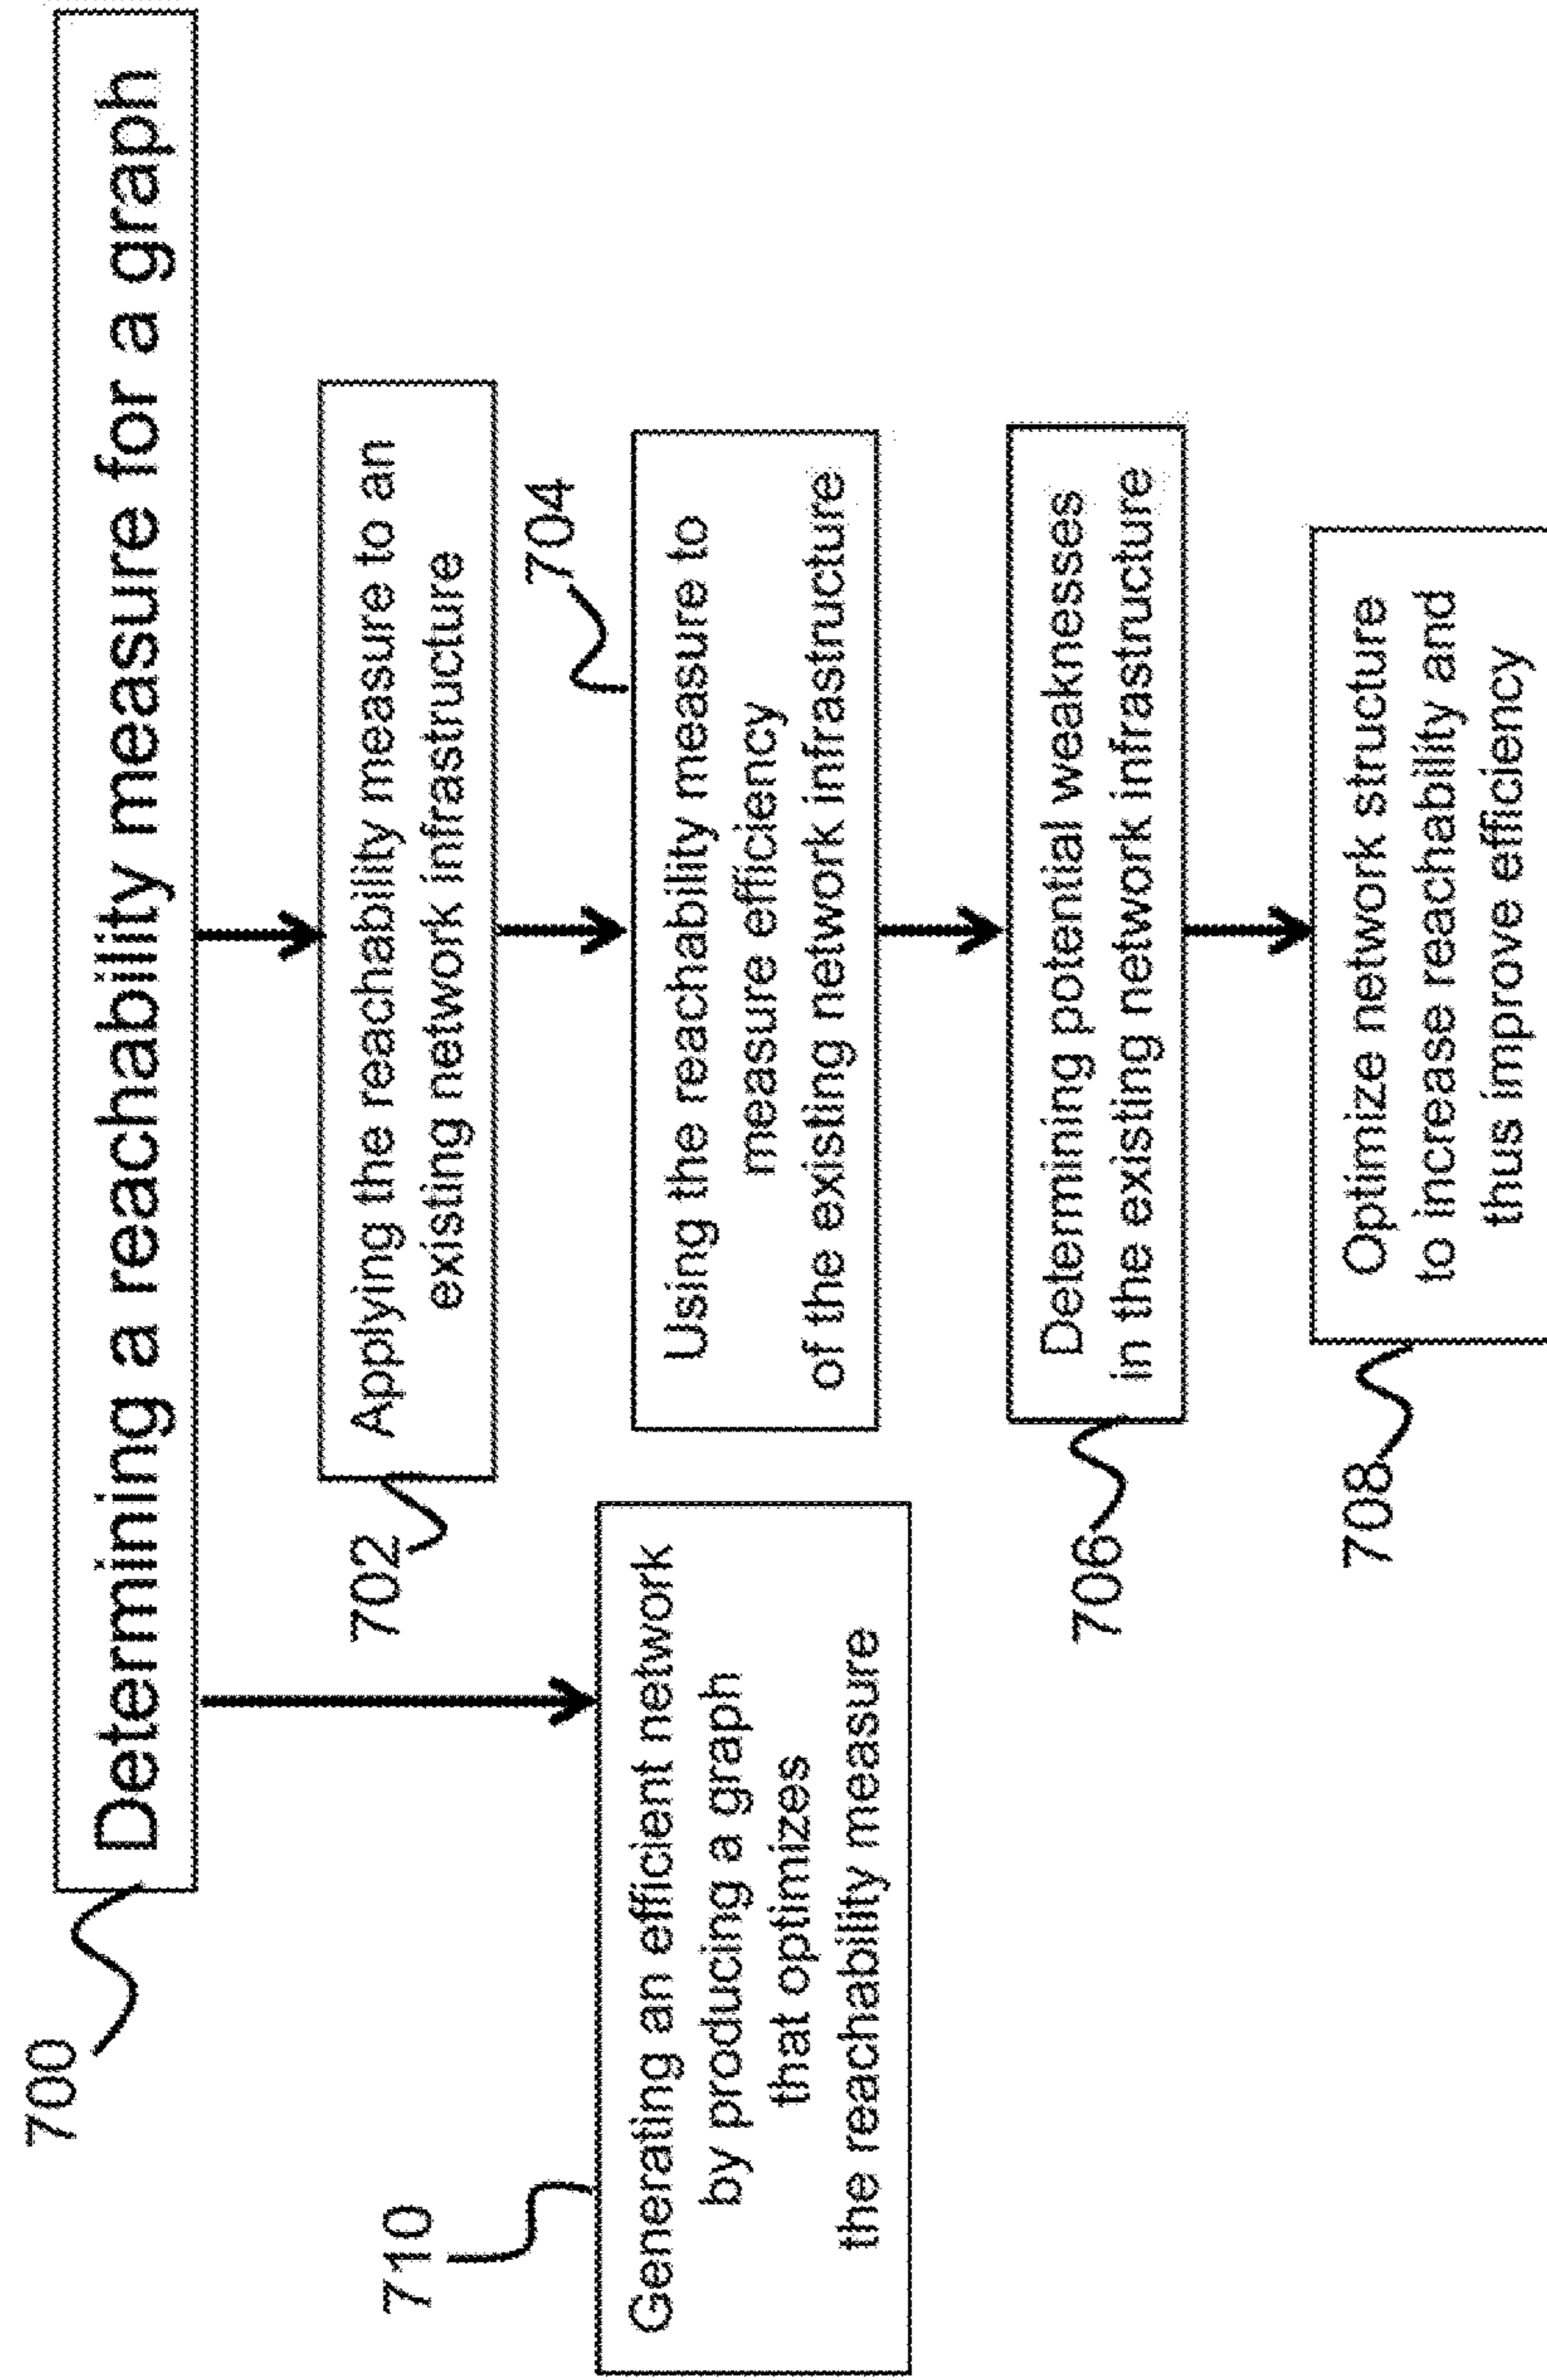 700
Determining a reachability measure for a graph
702
Applying the reachability measure to an
existing network infrastructure
704
Using the reachability measure to
measure efficiency
of the existing network infrastructure
706
Determining potential weaknesses
in the existing network infrastructure
708
Optimize network structure
to increase reachability and
thus improve efficiency
710
Generating an efficient network
by producing a graph
that optimizes
the reachability measure